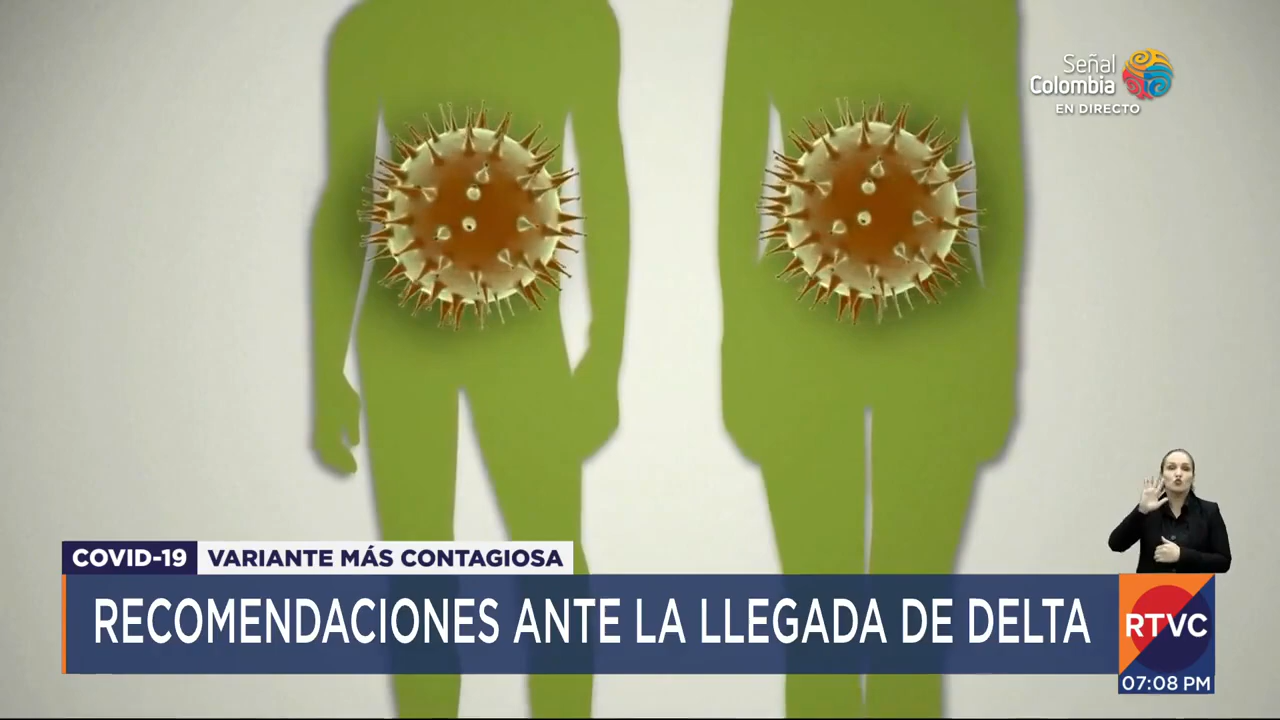 Señal
Colombia
EN DIRECTO
COVID-19 VARIANTE MÁS CONTAGIOSA
RECOMENDACIONES ANTE LA LLEGADA DE DELTA
RTVC
07:08 PM